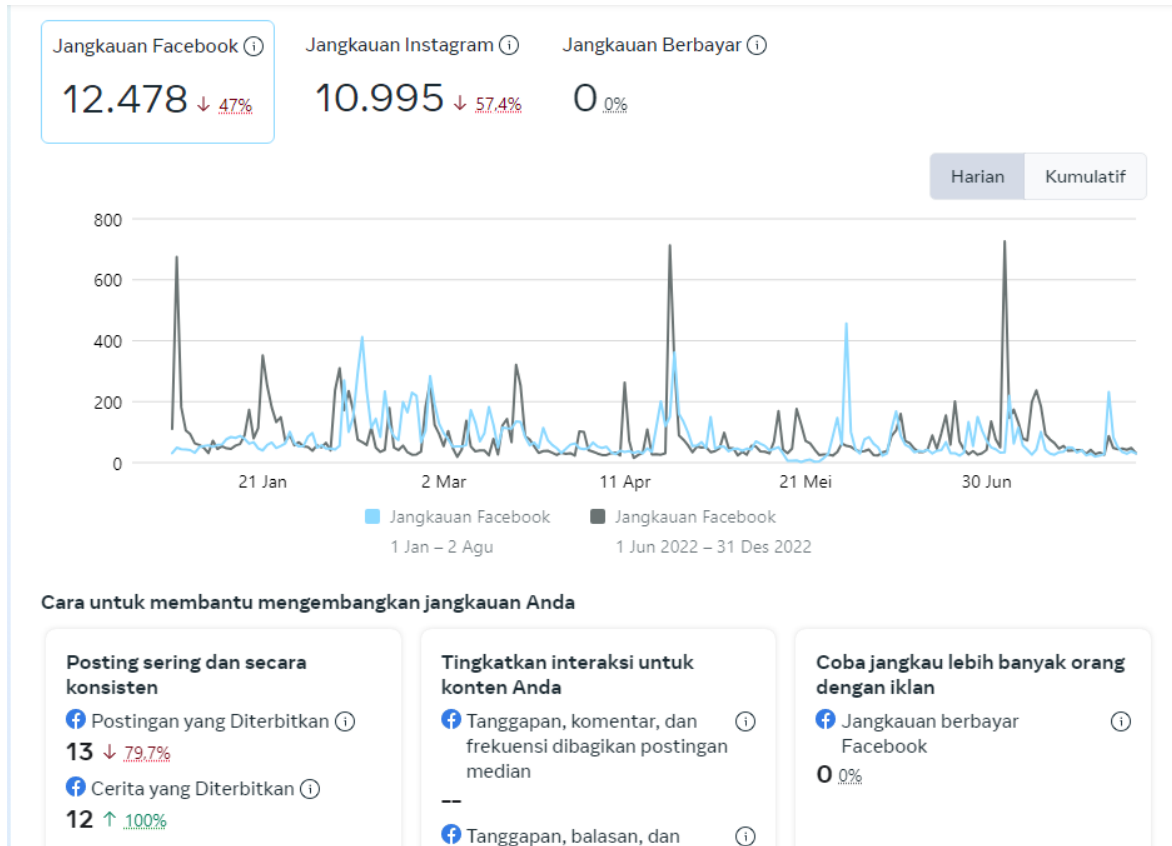 Jangkauan Facebook
Jangkauan Instagram
Jangkauan Berbayar
12.478 ↓ 47%
10.995 ↓ 57,4%
0 0%
Harian
Kumulatif
800
600
400
200
0
21 Jan
2 Mar
11 Apr
21 Mei
30 Jun
Jangkauan Facebook
1 Jan – 2 Agu
Jangkauan Facebook
1 Jun 2022 – 31 Des 2022
Cara untuk membantu mengembangkan jangkauan Anda
Posting sering dan secara
konsisten
Postingan yang Diterbitkan
13 ↓ 79,7%
Cerita yang Diterbitkan
12 ↑ 100%
Tingkatkan interaksi untuk
konten Anda
Tanggapan, komentar, dan
frekuensi dibagikan postingan
median
--
Tanggapan, balasan, dan
Coba jangkau lebih banyak orang
dengan iklan
Jangkauan berbayar
Facebook
0 0%